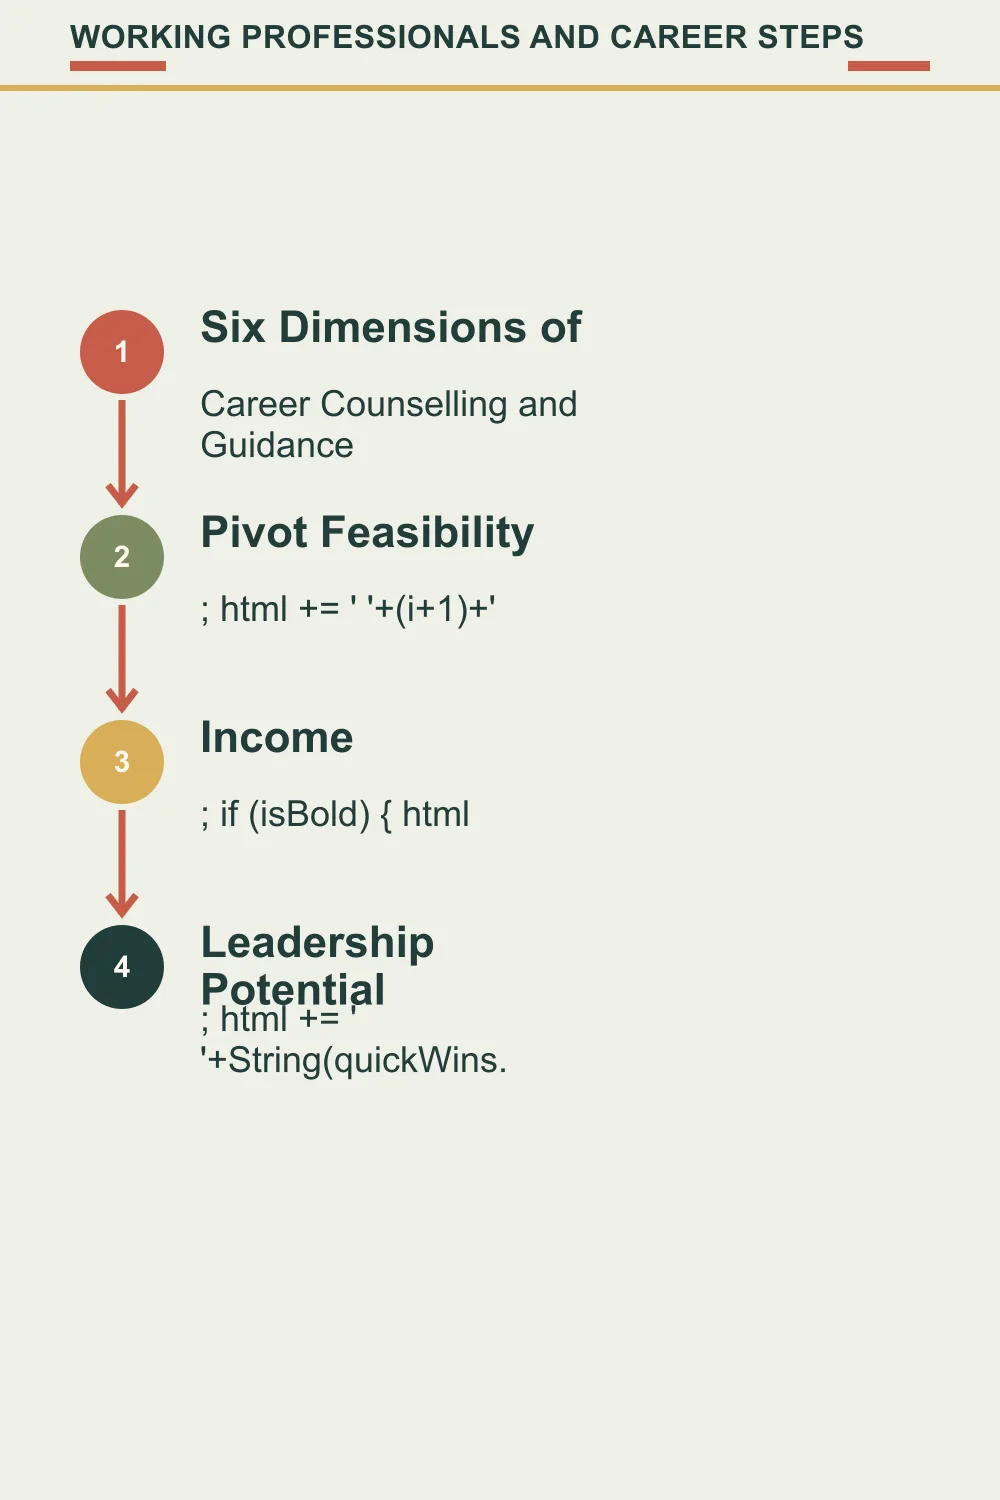 WORKING PROFESSIONALS AND CAREER STEPS
1
Six Dimensions of
Career Counselling and
Guidance
2
Pivot Feasibility
; html += ' '+(i+1)+'
3
Income
; if (isBold) { html
4
Leadership
Potential
; html += '
'+String(quickWins.